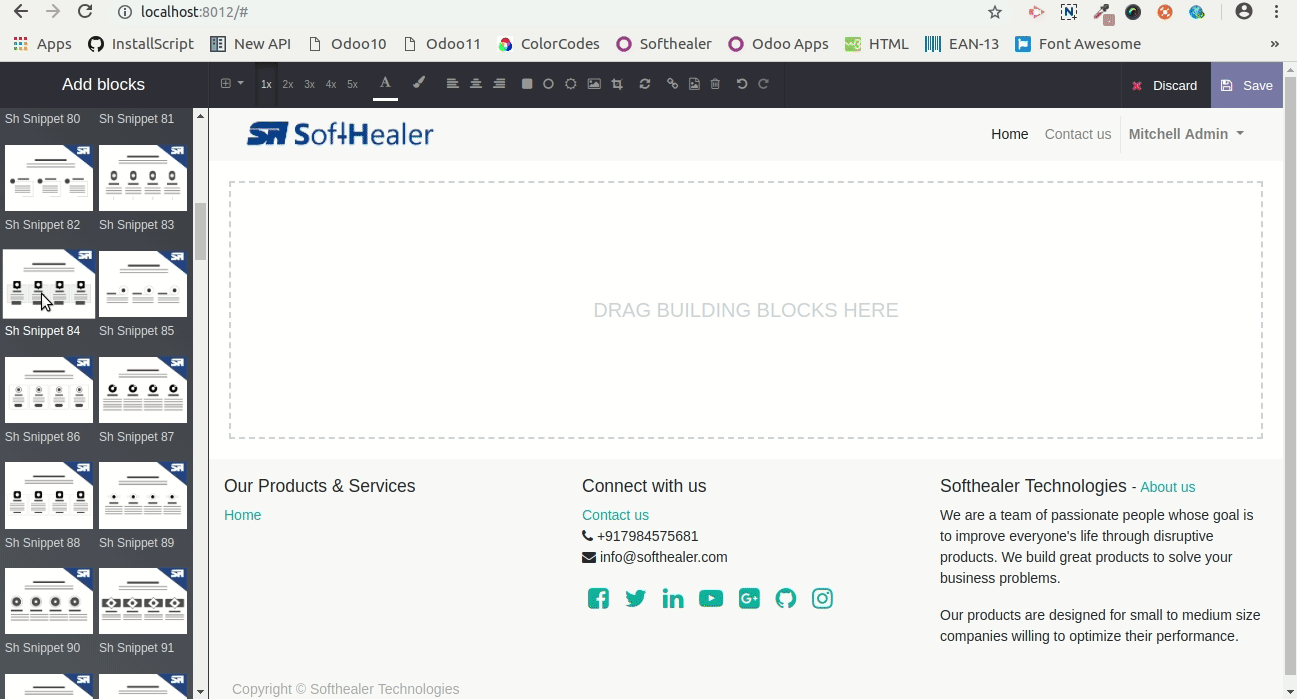 localhost:8012/#
Apps InstallScript New API Odoo10 Odoo11 ColorCodes Softhealer Odoo Apps HTML EAN-13 Font Awesome »
Add blocks 1x 2x 3x 4x 5x A Discard Save
Sh Snippet 80 Sh Snippet 81
Sh Snippet 82 Sh Snippet 83
Sh Snippet 84 Sh Snippet 85
Sh Snippet 86 Sh Snippet 87
Sh Snippet 88 Sh Snippet 89
Sh Snippet 90 Sh Snippet 91
SoftHealer
Home Contact us Mitchell Admin
DRAG BUILDING BLOCKS HERE
Our Products & Services
Home
Connect with us
Contact us
+917984575681
info@softhealer.com
Softhealer Technologies - About us
We are a team of passionate people whose goal is
to improve everyone's life through disruptive
products. We build great products to solve your
business problems.
Our products are designed for small to medium size
companies willing to optimize their performance.
Copyright © Softhealer Technologies